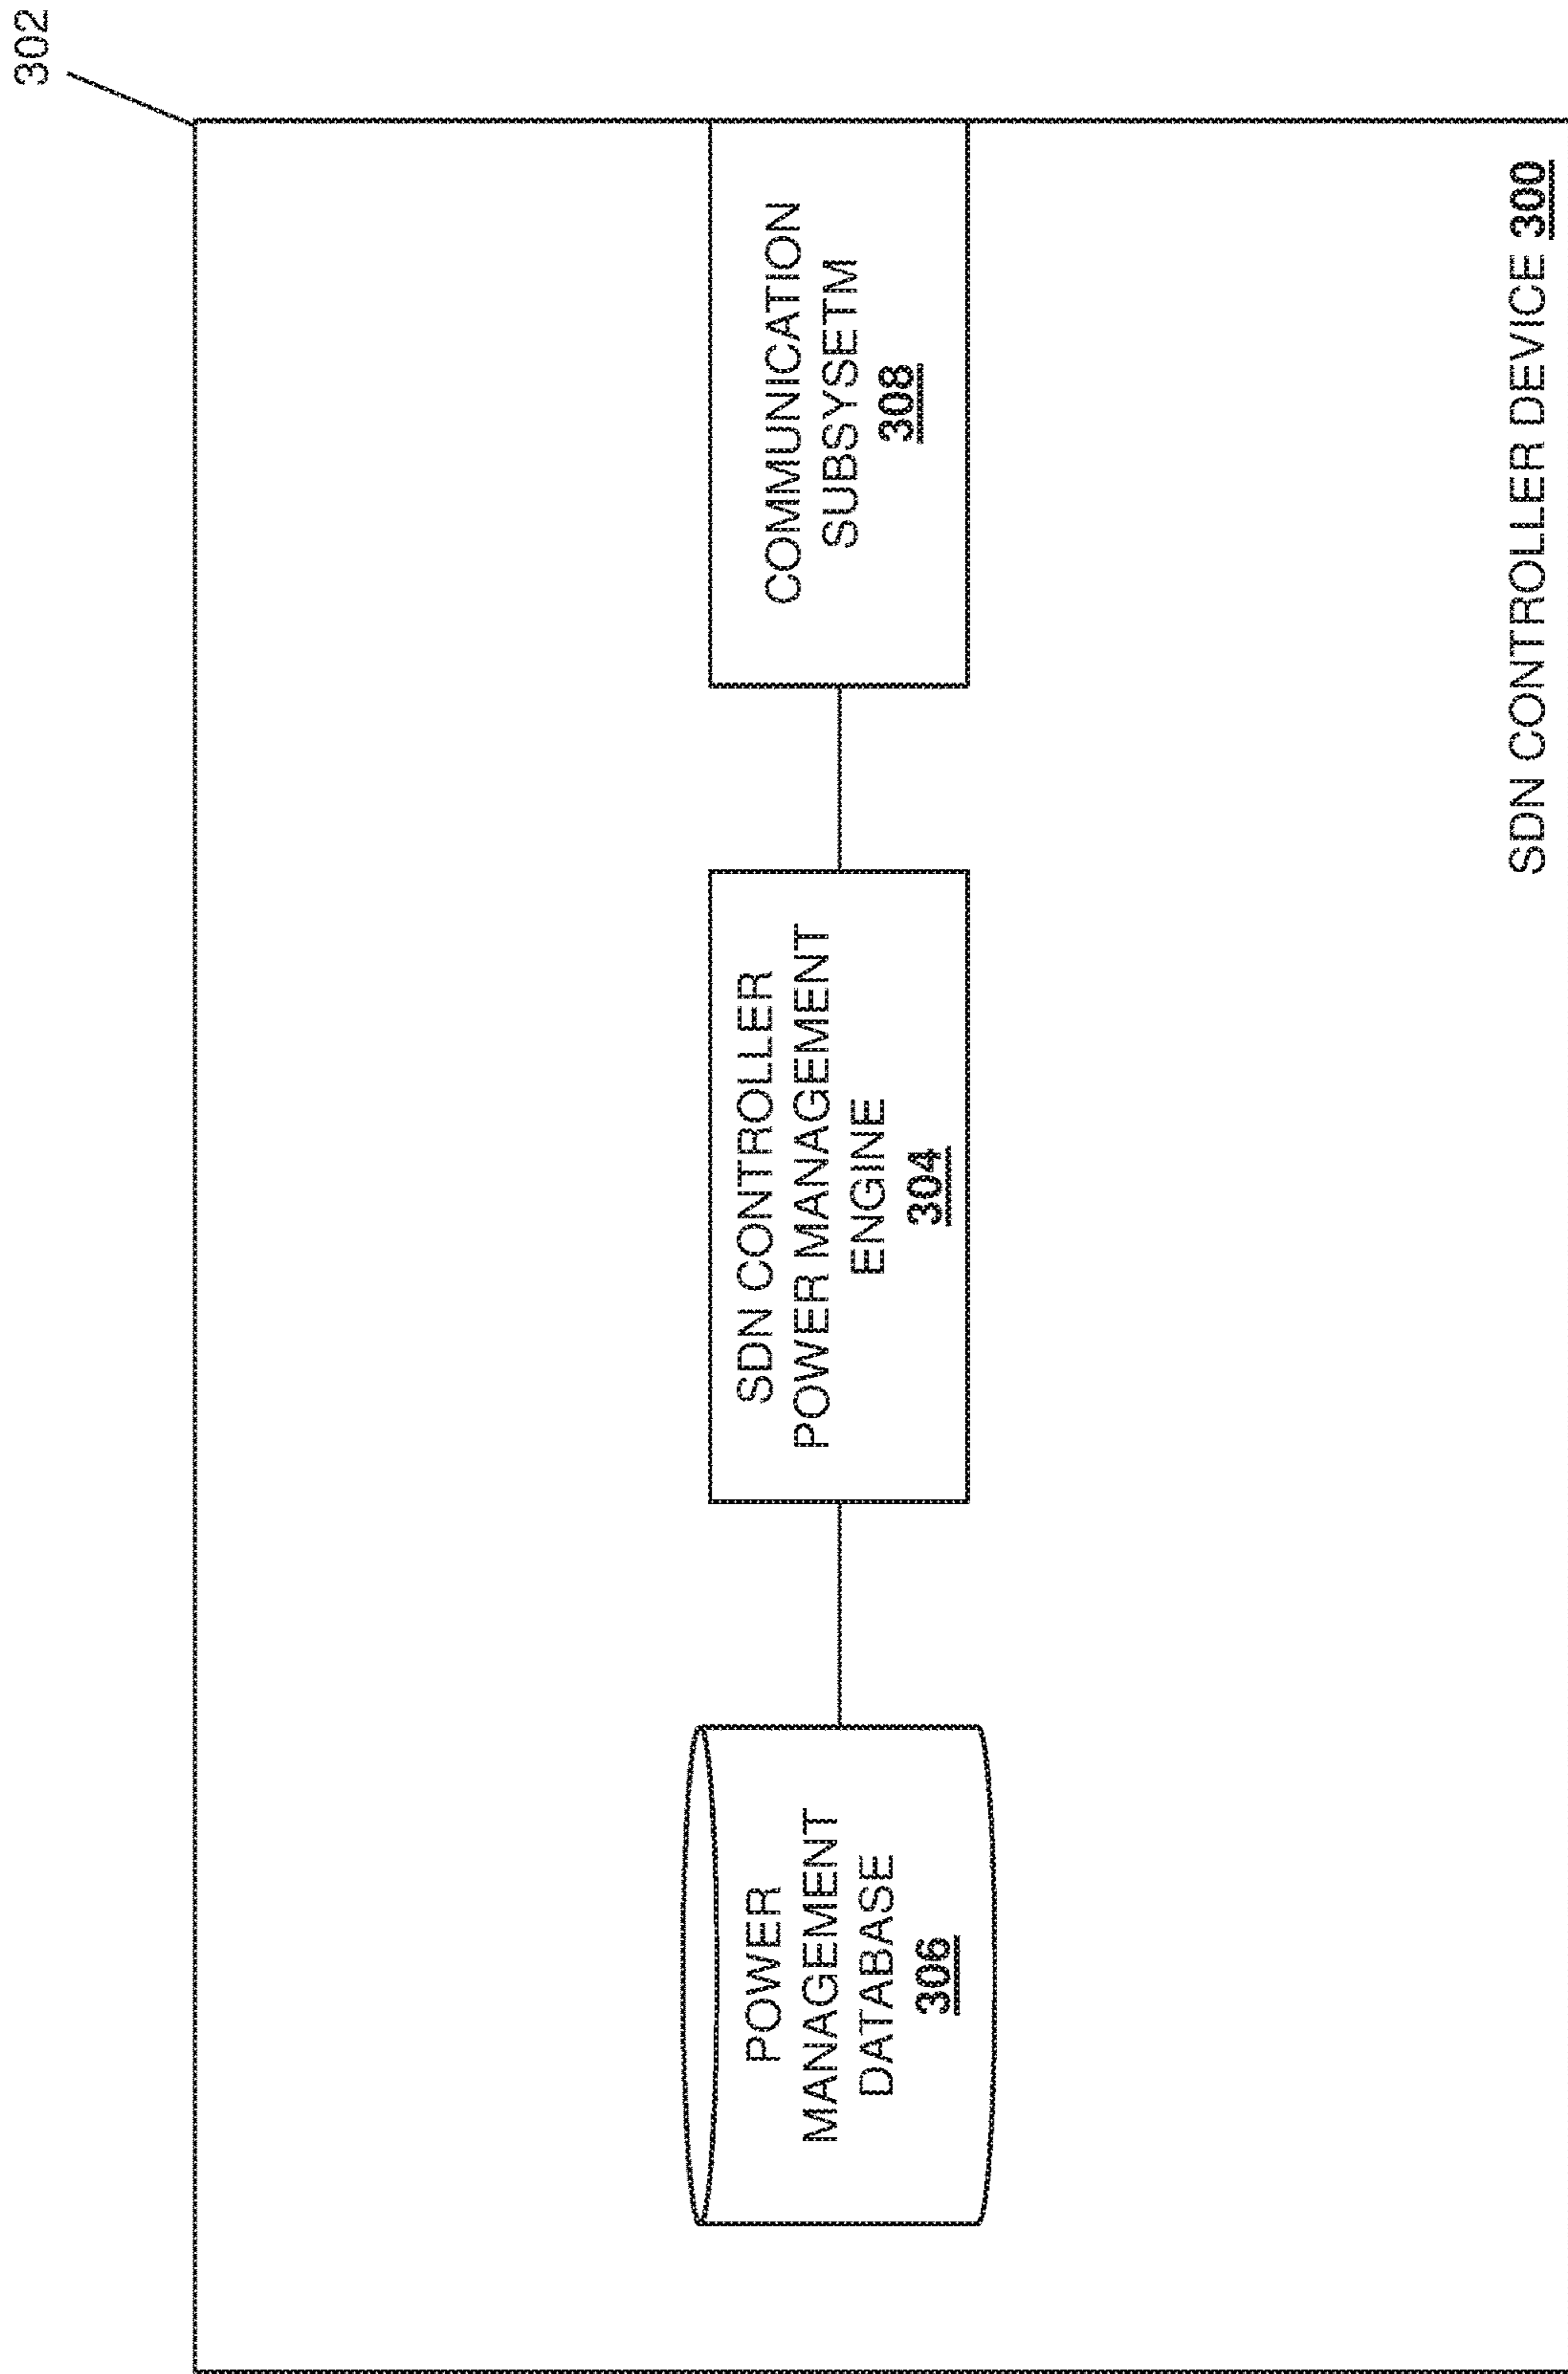 302
POWER
MANAGEMENT
DATABASE
306
SDN CONTROLLER
POWER MANAGEMENT
ENGINE
304
COMMUNICATION
SUBSYSETM
308
SDN CONTROLLER DEVICE 300